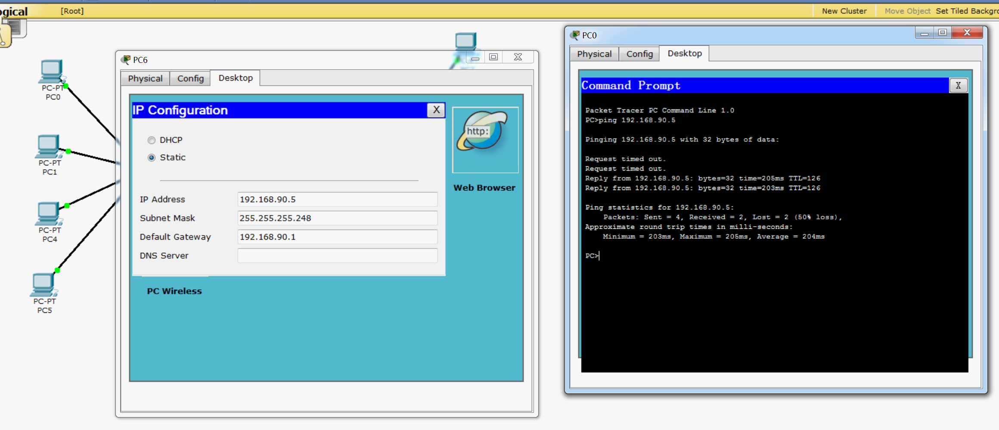 ogical
[Root]
New Cluster
Move Object
Set Tiled Backgro
PC-PT
PC0
PC-PT
PC1
PC-PT
PC4
PC-PT
PC5
PC6
Physical
Config
Desktop
IP Configuration
X
DHCP
Static
IP Address
192.168.90.5
Subnet Mask
255.255.255.248
Default Gateway
192.168.90.1
DNS Server
http:
Web Browser
PC Wireless
PC0
Physical
Config
Desktop
Command Prompt
X
Packet Tracer PC Command Line 1.0
PC>ping 192.168.90.5
Pinging 192.168.90.5 with 32 bytes of data:
Request timed out.
Request timed out.
Reply from 192.168.90.5: bytes=32 time=205ms TTL=126
Reply from 192.168.90.5: bytes=32 time=203ms TTL=126
Ping statistics for 192.168.90.5:
Packets: Sent = 4, Received = 2, Lost = 2 (50% loss),
Approximate round trip times in milli-seconds:
Minimum = 203ms, Maximum = 205ms, Average = 204ms
PC>